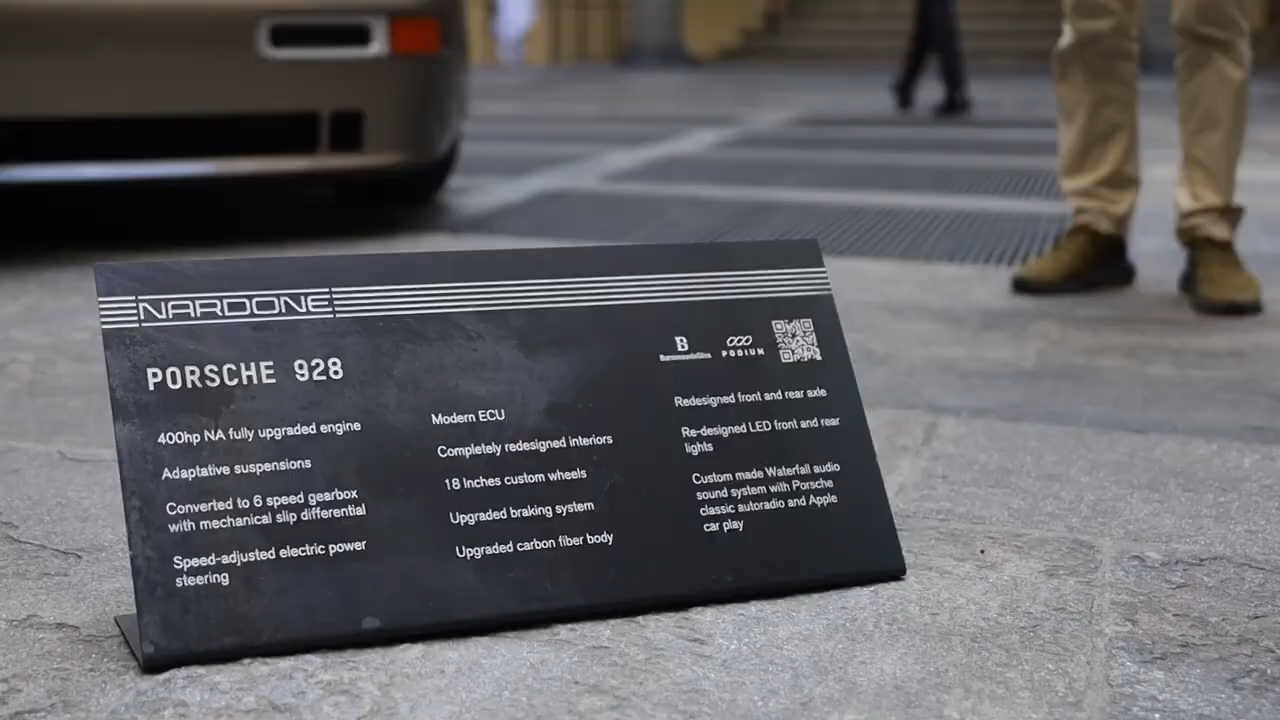 NARDONE
PORSCHE 928
400hp NA fully upgraded engine
Adaptative suspensions
Converted to 6 speed gearbox
with mechanical slip differential
Speed-adjusted electric power
steering
Modern ECU
Completely redesigned interiors
18 Inches custom wheels
Upgraded braking system
Upgraded carbon fiber body
B
PODIUM
Redesigned front and rear axle
Re-designed LED front and rear
lights
Custom made Waterfall audio
sound system with Porsche
classic autoradio and Apple
car play